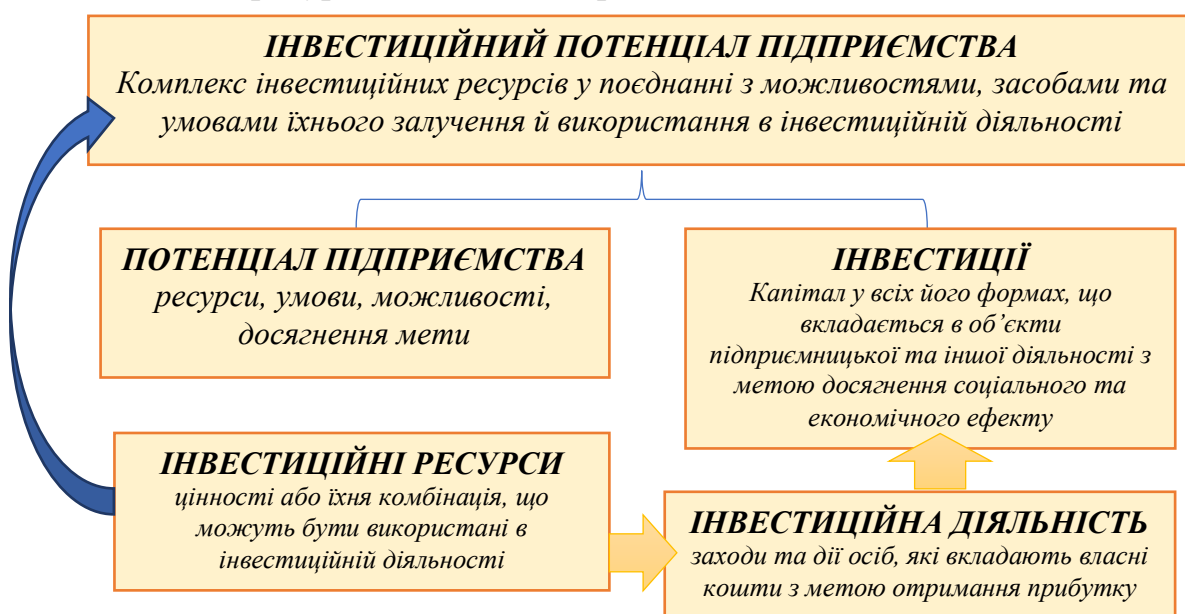 ІНВЕСТИЦІЙНИЙ ПОТЕНЦІАЛ ПІДПРИЄМСТВА
Комплекс інвестиційних ресурсів у поєднанні з можливостями, засобами та
умовами їхнього залучення й використання в інвестиційній діяльності
ПОТЕНЦІАЛ ПІДПРИЄМСТВА
ресурси, умови, можливості,
досягнення мети
ІНВЕСТИЦІЇ
Капітал у всіх його формах, що
вкладається в об’єкти
підприємницької та іншої діяльності з
метою досягнення соціального та
економічного ефекту
ІНВЕСТИЦІЙНІ РЕСУРСИ
цінності або їхня комбінація, що
можуть бути використані в
інвестиційній діяльності
ІНВЕСТИЦІЙНА ДІЯЛЬНІСТЬ
заходи та дії осіб, які вкладають власні
кошти з метою отримання прибутку